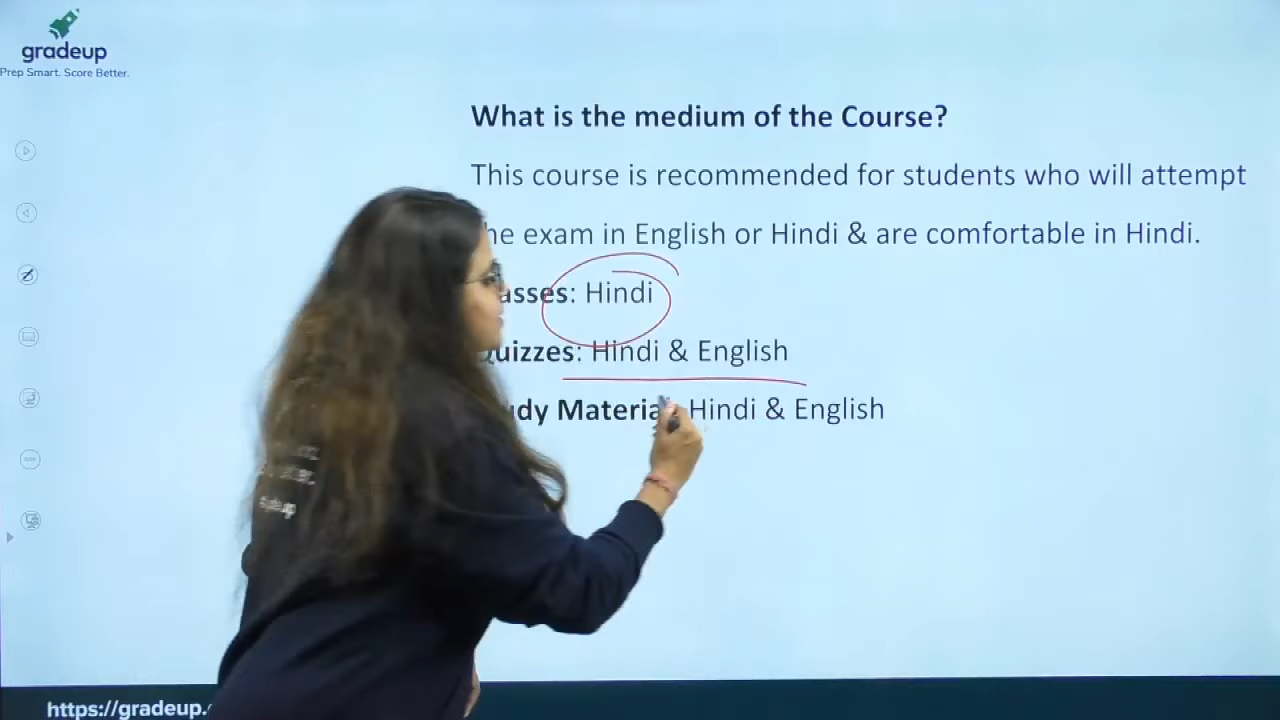 gradeup
Prep Smart. Score Better.
What is the medium of the Course?
This course is recommended for students who will attempt
he exam in English or Hindi & are comfortable in Hindi.
asses: Hindi
Quizzes: Hindi & English
dy Materia Hindi & English
https://gradeup.